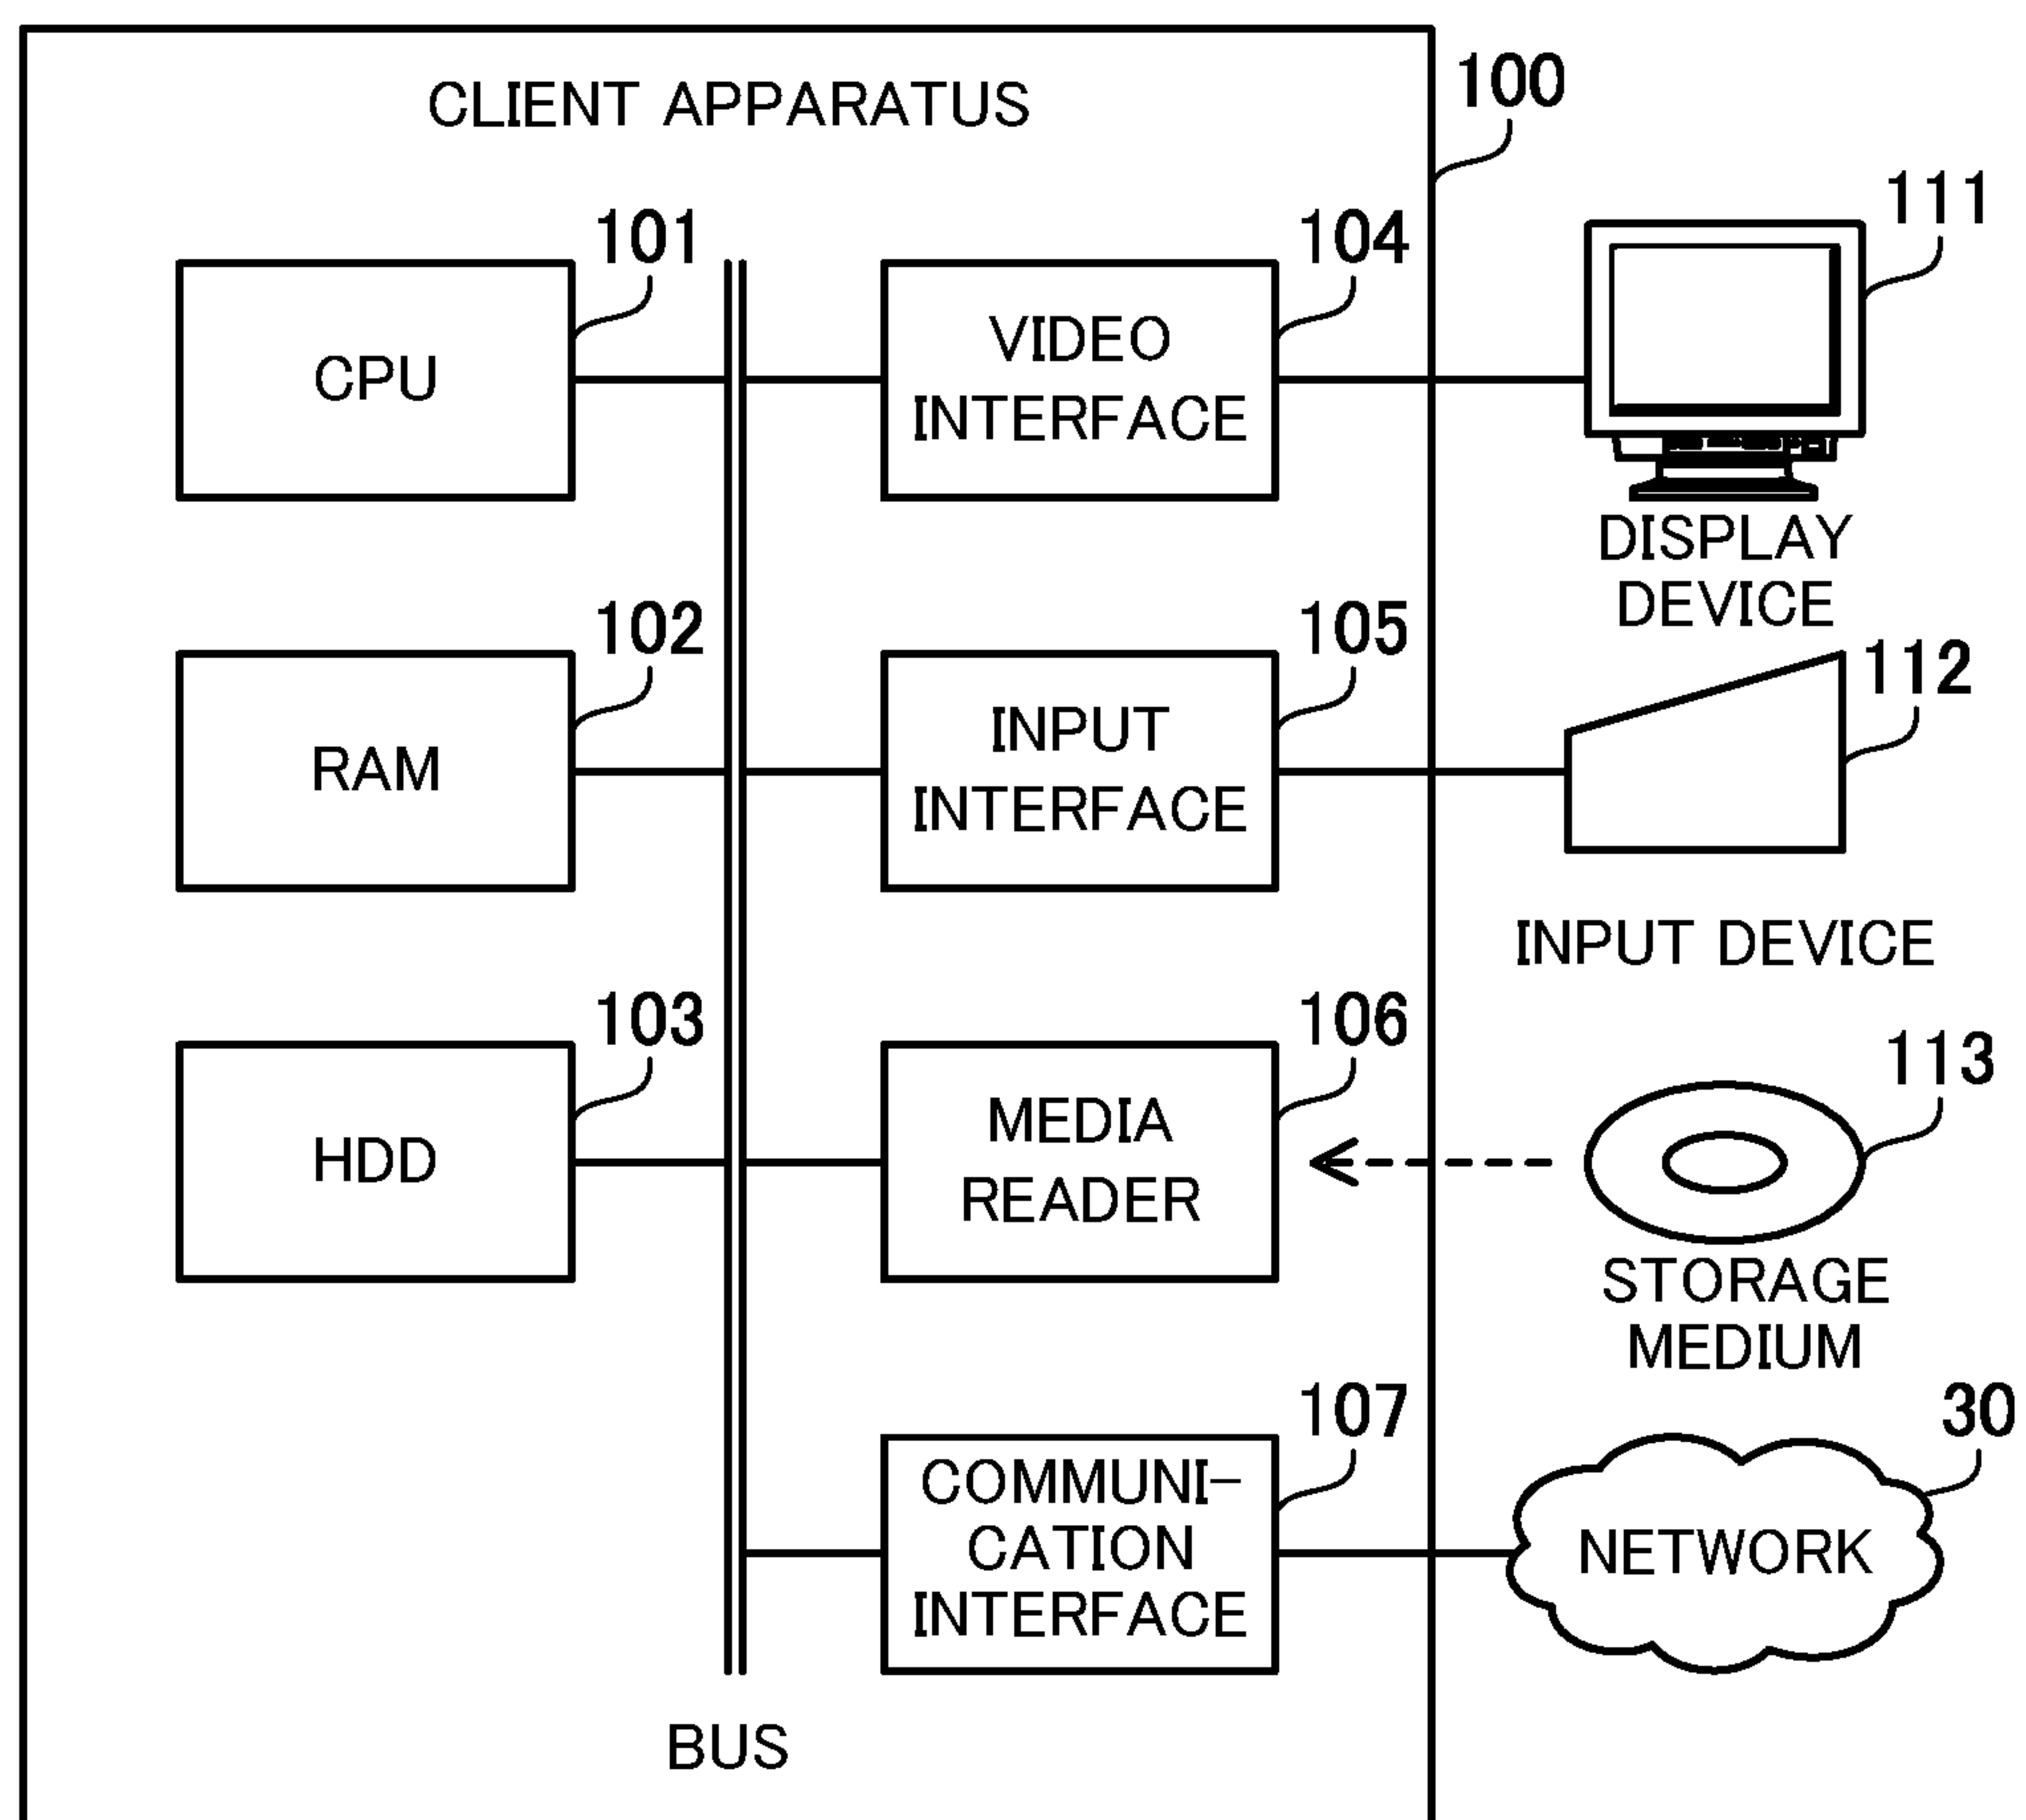 CLIENT APPARATUS
100
101
CPU
104
VIDEO
INTERFACE
111
DISPLAY
DEVICE
102
RAM
105
INPUT
INTERFACE
112
INPUT DEVICE
103
HDD
106
MEDIA
READER
113
STORAGE
MEDIUM
107
COMMUNI-
CATION
INTERFACE
30
NETWORK
BUS